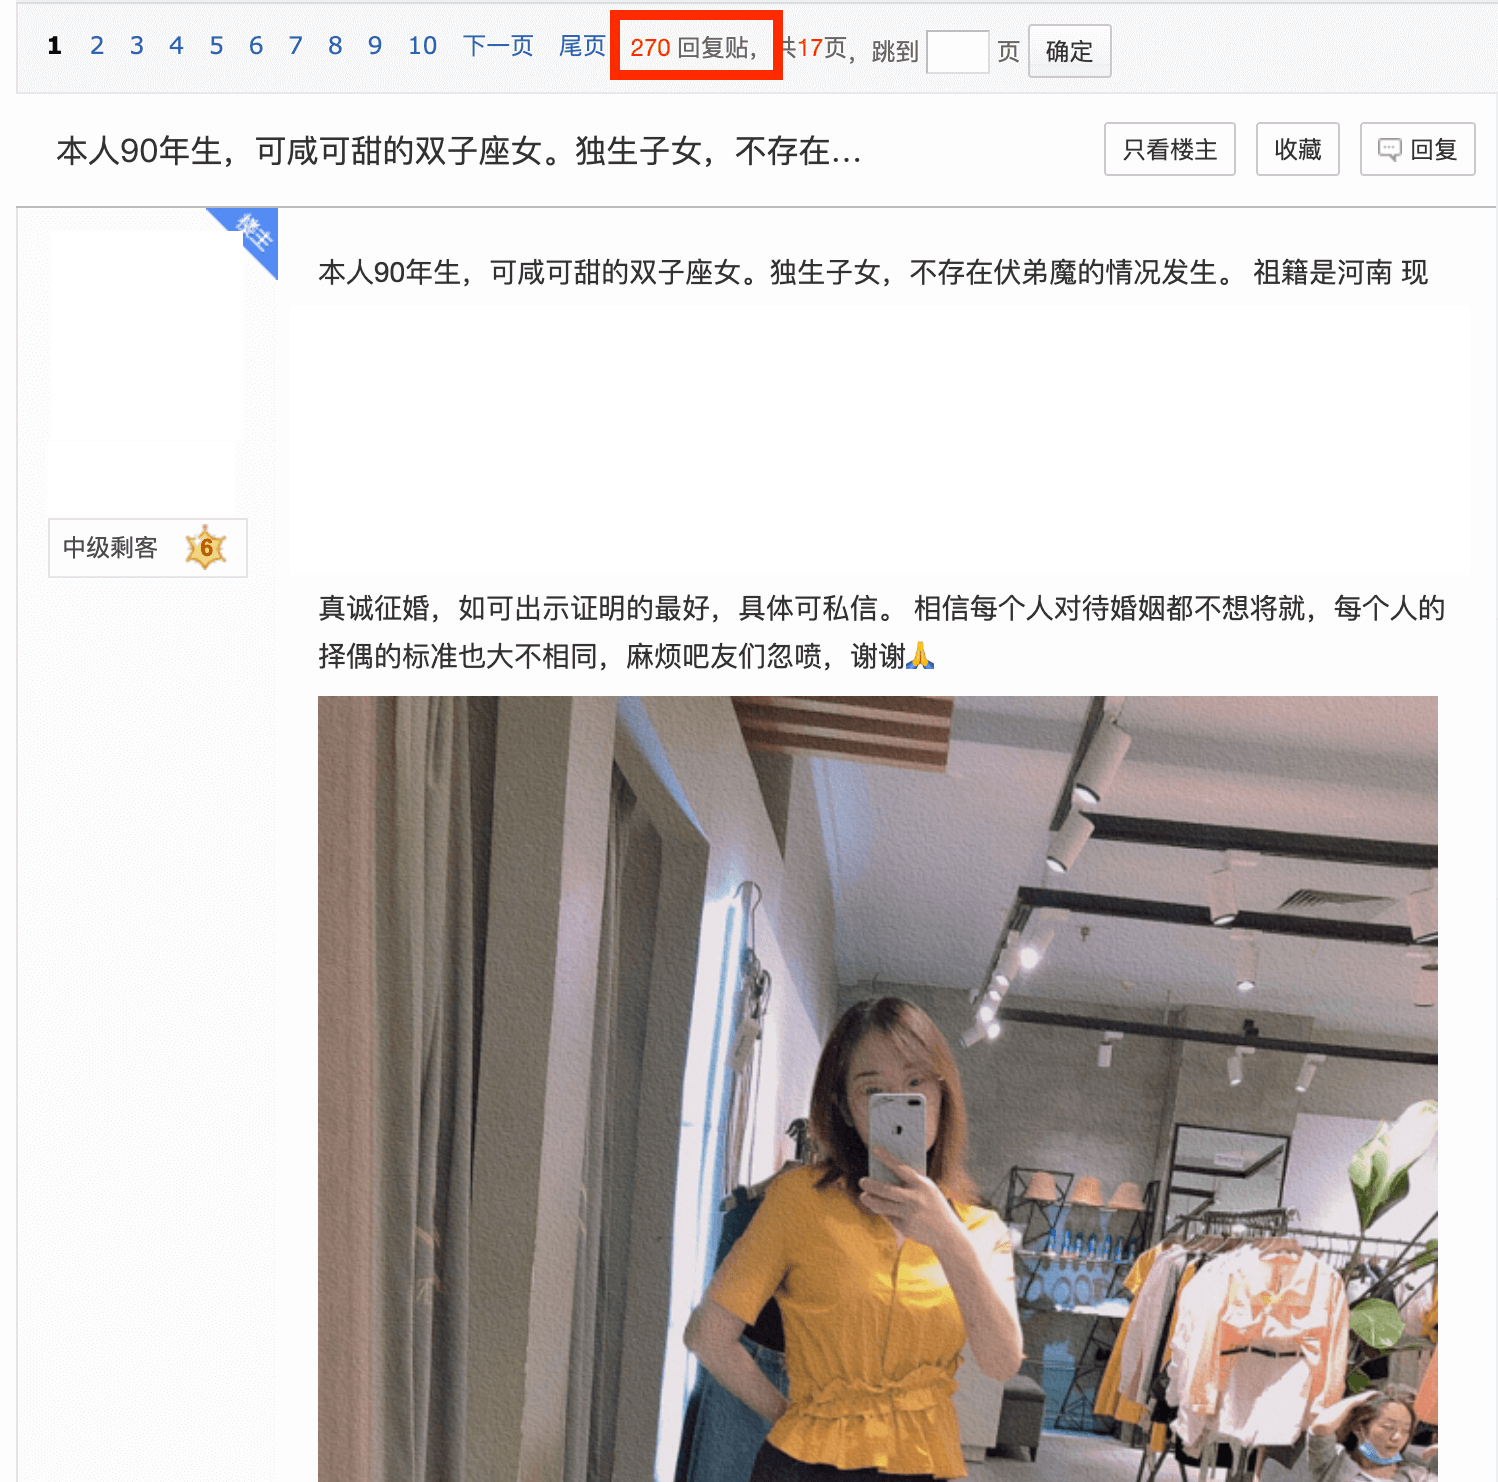 1 2 3 4 5 6 7 8 9 10 下一页 尾页 270 回复贴，共17页，跳到 页 确定
本人90年生，可咸可甜的双子座女。独生子女，不存在... 只看楼主 收藏 回复
楼主
本人90年生，可咸可甜的双子座女。独生子女，不存在伏弟魔的情况发生。 祖籍是河南 现
中级剩客 6
真诚征婚，如可出示证明的最好，具体可私信。 相信每个人对待婚姻都不想将就，每个人的
择偶的标准也大不相同，麻烦吧友们忽喷，谢谢🙏